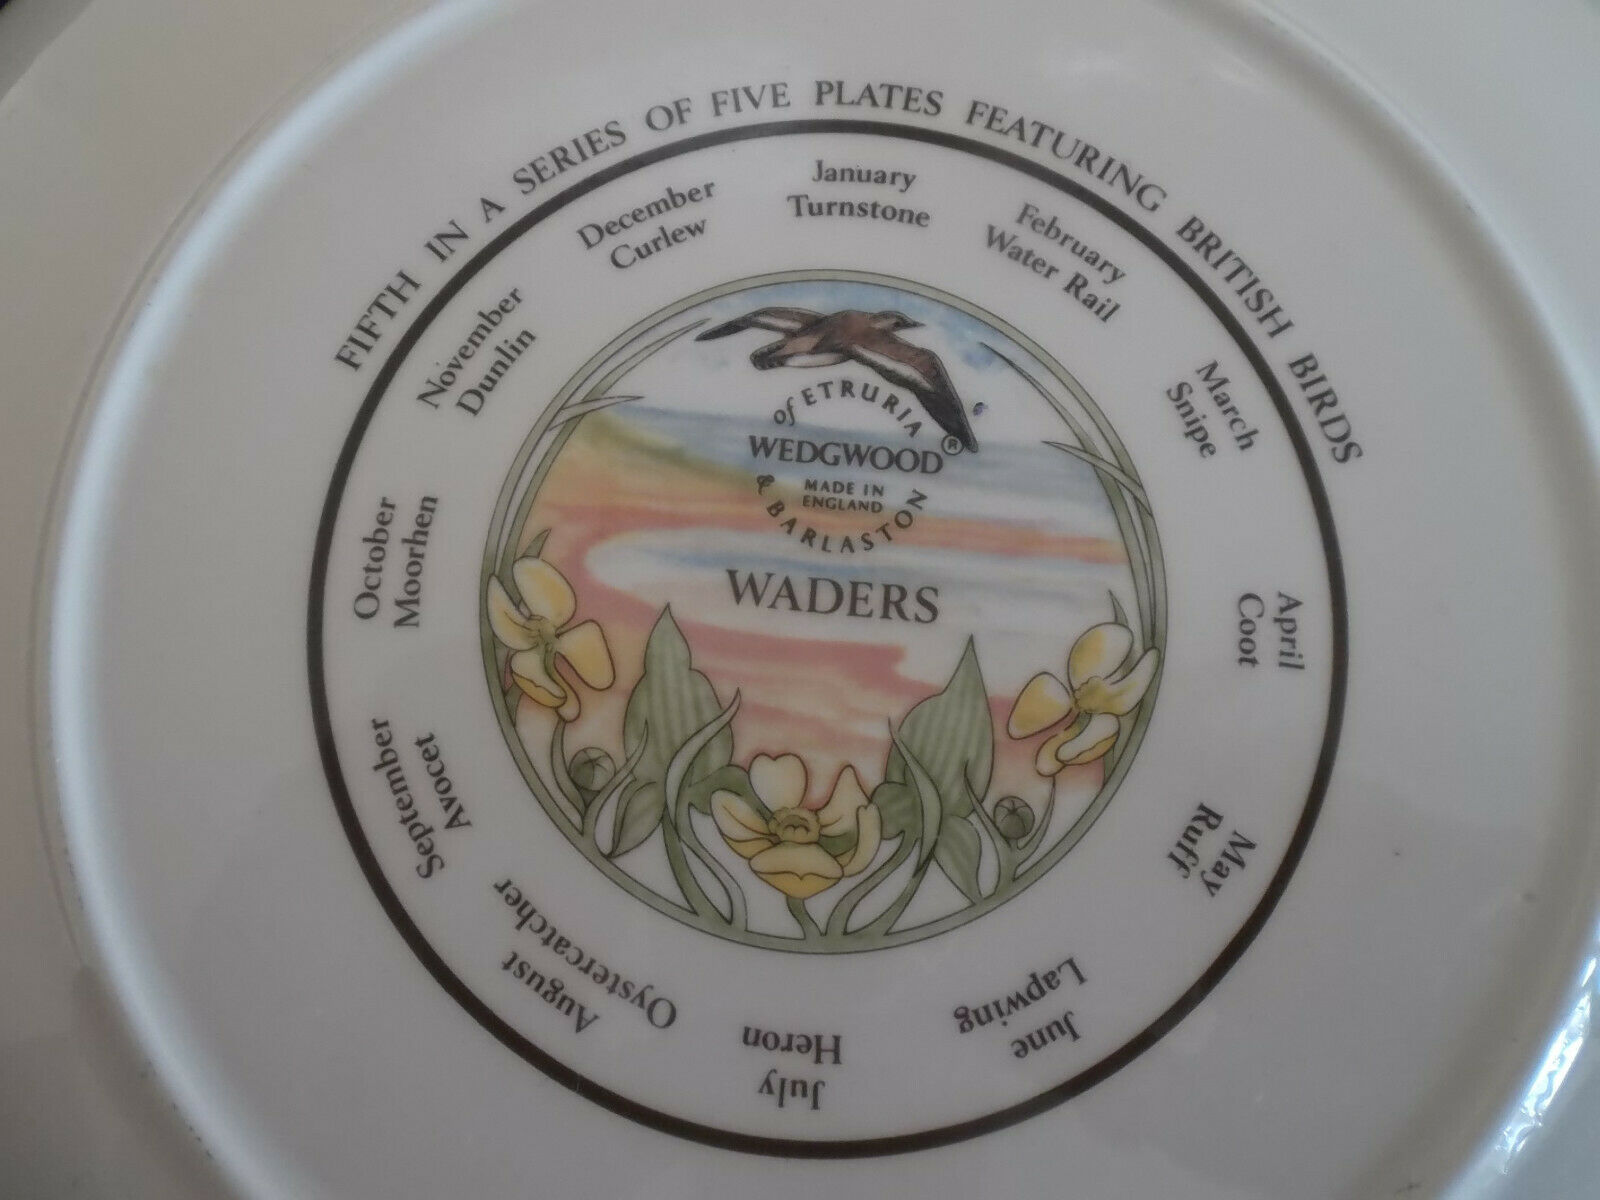 FIFTH IN A SERIES OF FIVE PLATES FEATURING BRITISH BIRDS
January
Turnstone
February
Water Rail
March
Snipe
April
Coot
May
Ruff
June
Lapwing
July
Heron
August
Oystercatcher
September
Avocet
October
Moorhen
November
Dunlin
December
Curlew
of ETRURIA
WEDGWOOD®
MADE IN
ENGLAND
& BARLASTON
WADERS